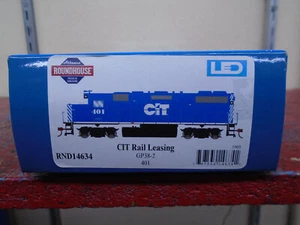 ROUNDHOUSE
LED
401
CIT
CIT Rail Leasing
RND14634
GP38-2
401